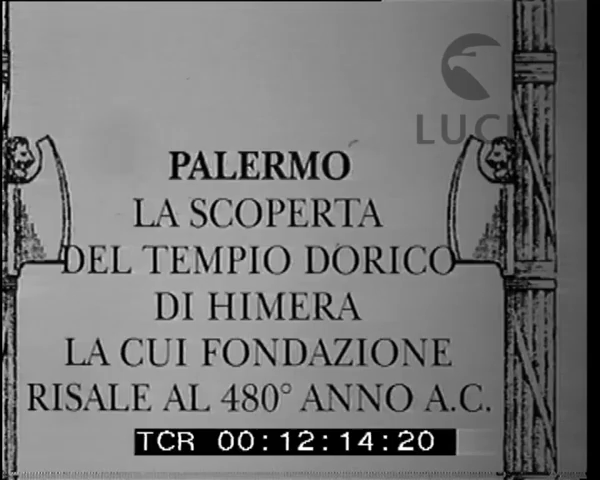 LUCE
PALERMO
LA SCOPERTA
DEL TEMPIO DORICO
DI HIMERA
LA CUI FONDAZIONE
RISALE AL 480° ANNO A.C.
TCR 00:12:14:20